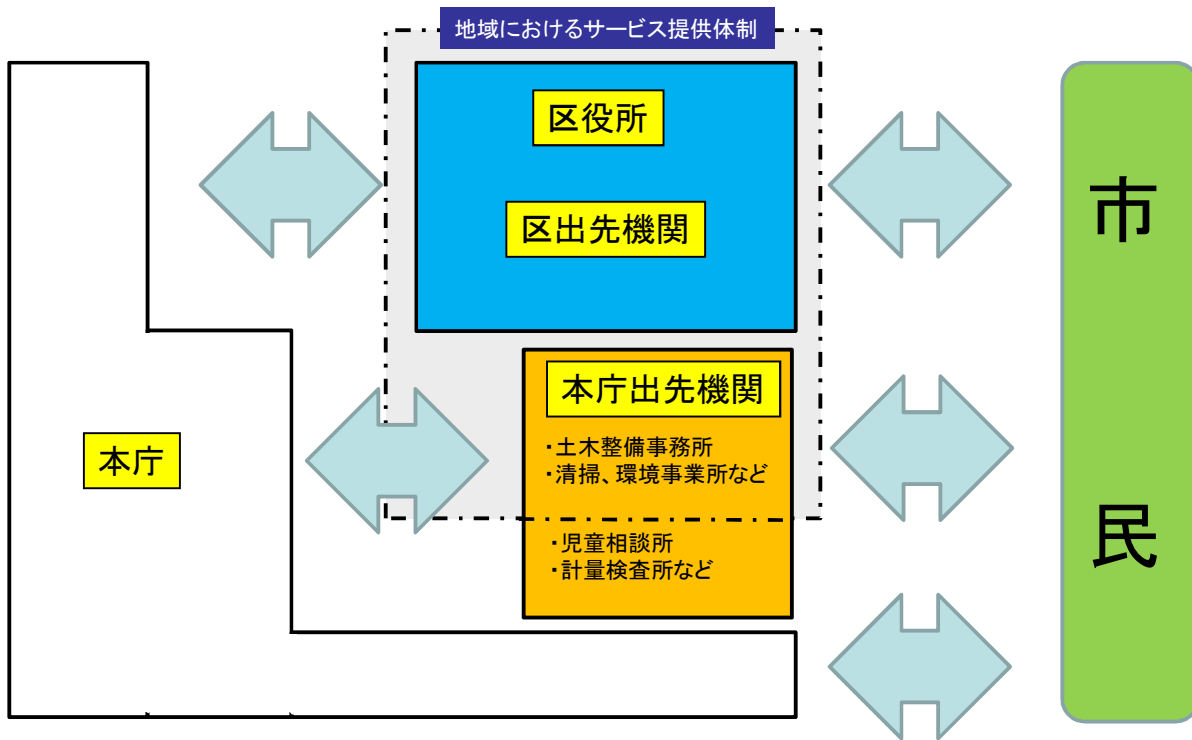 地域におけるサービス提供体制
区役所
区出先機関
本庁出先機関
・土木整備事務所
・清掃、環境事業所など
・児童相談所
・計量検査所など
本庁
市
民